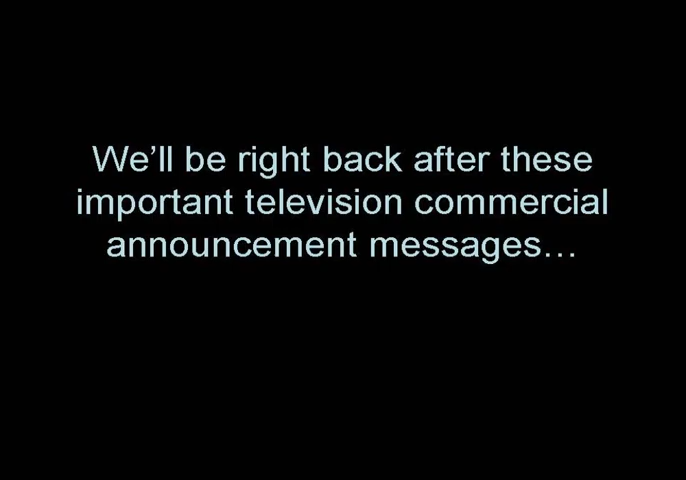 We’ll be right back after these
important television commercial
announcement messages…